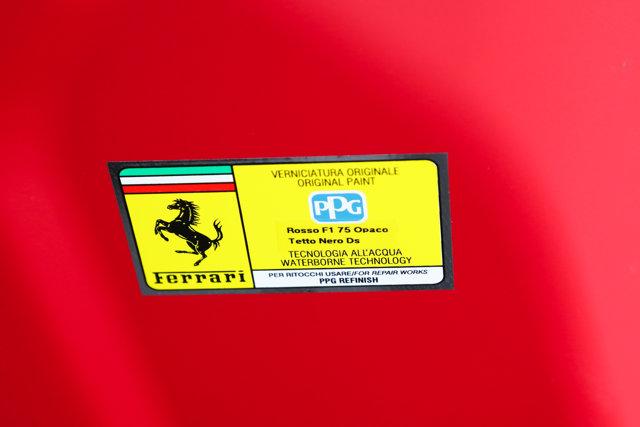 VERNICIATURA ORIGINALE
ORIGINAL PAINT
PPG
Rosso F1 75 Opaco
Tetto Nero Ds
TECNOLOGIA ALL'ACQUA
WATERBORNE TECHNOLOGY
Ferrari
PER RITOCCHI USARE/FOR REPAIR WORKS
PPG REFINISH